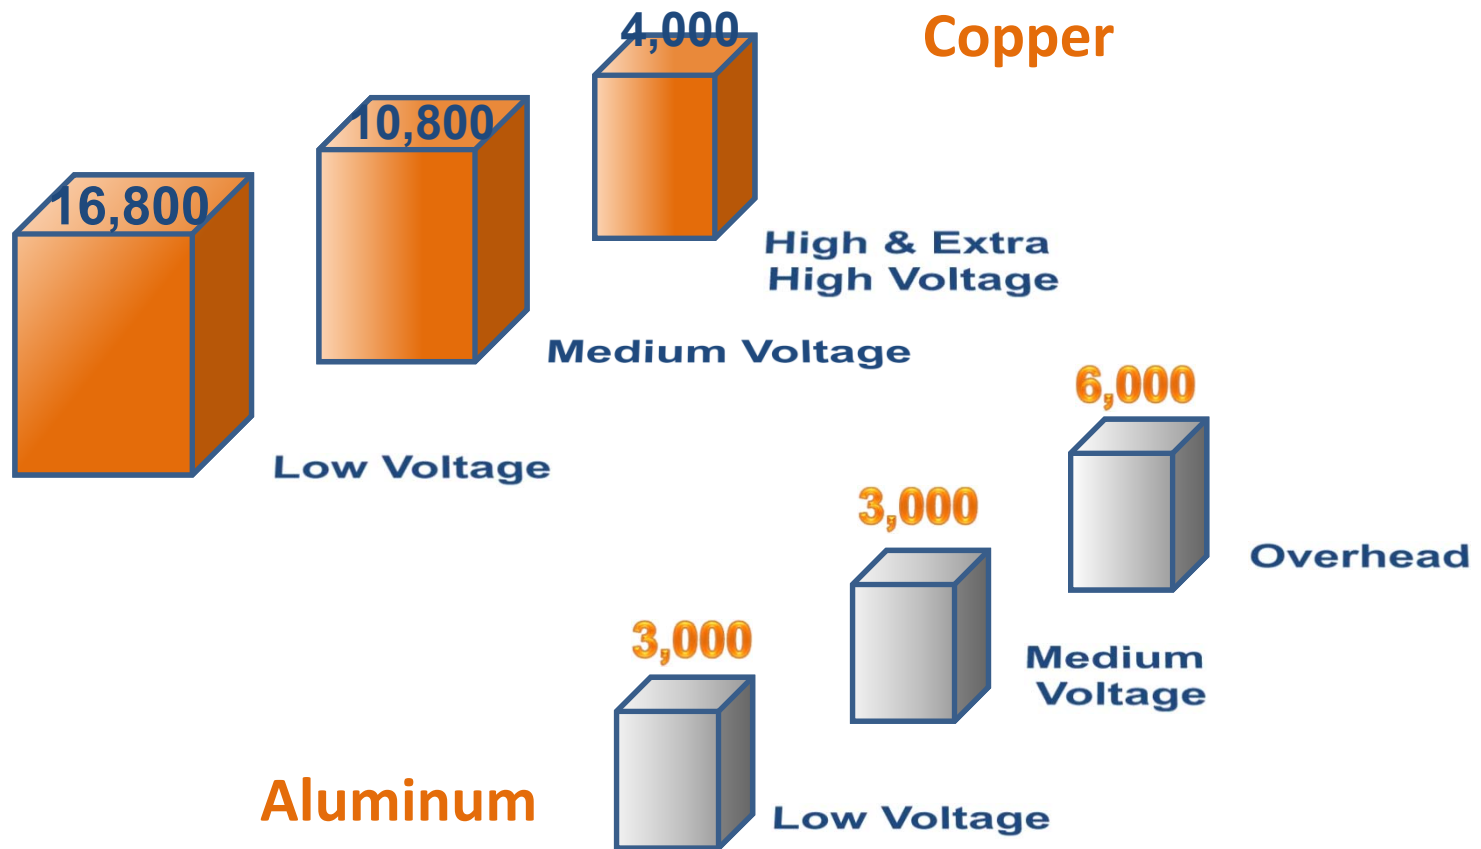 Copper
4,000
High & Extra
High Voltage
10,800
Medium Voltage
16,800
Low Voltage
6,000
Overhead
3,000
Medium
Voltage
3,000
Low Voltage
Aluminum